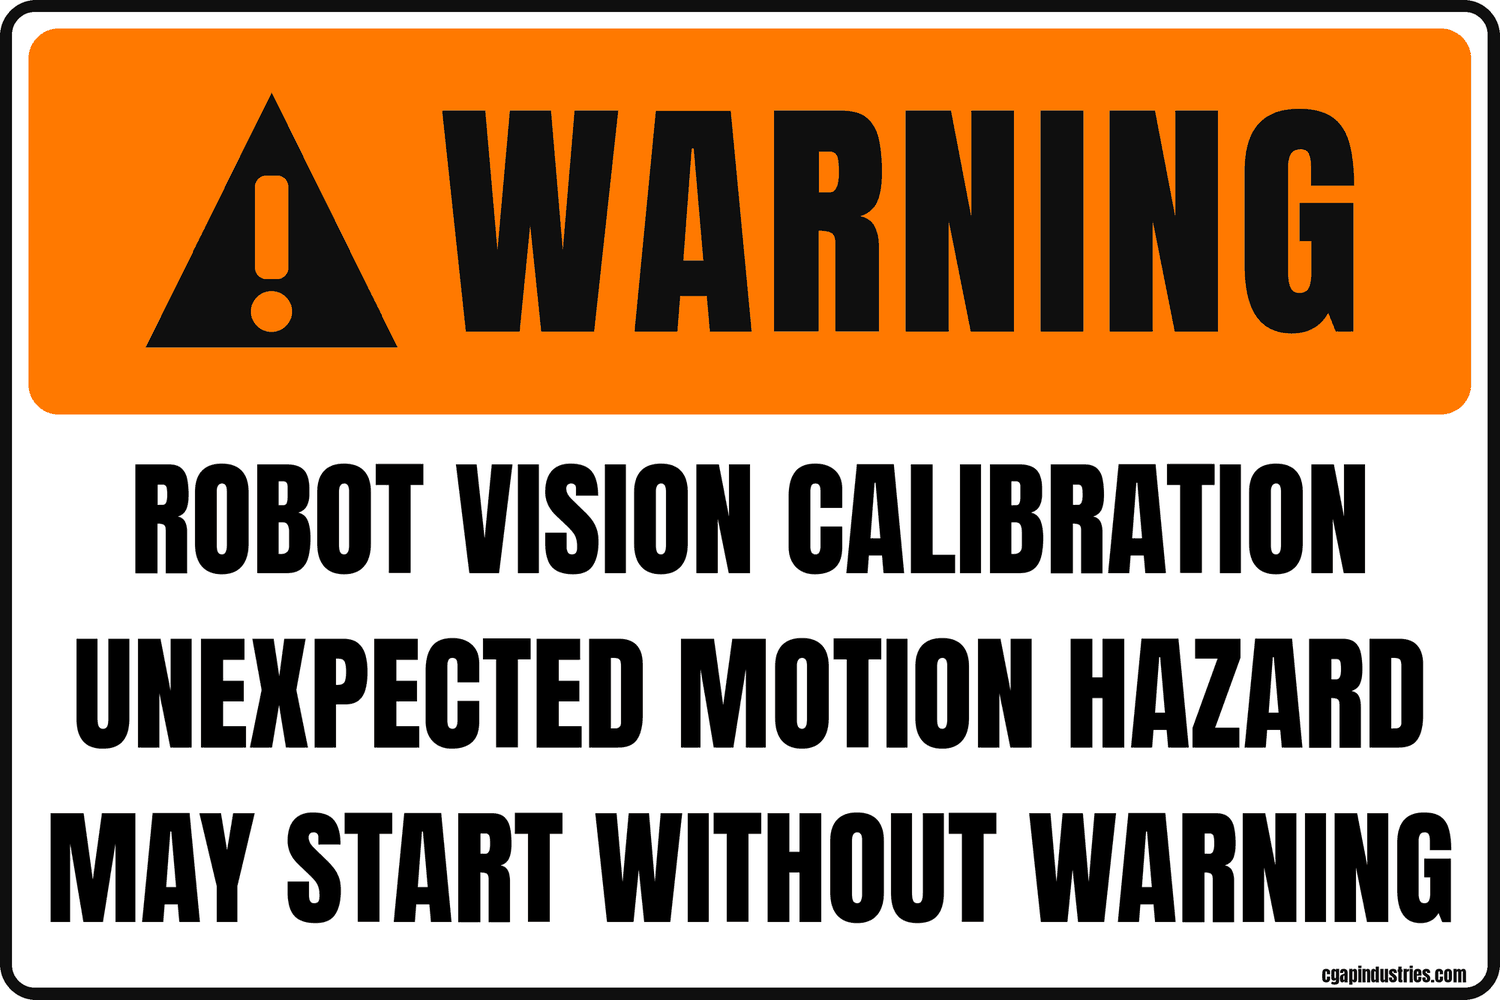 WARNING
ROBOT VISION CALIBRATION
UNEXPECTED MOTION HAZARD
MAY START WITHOUT WARNING
cgapindustries.com